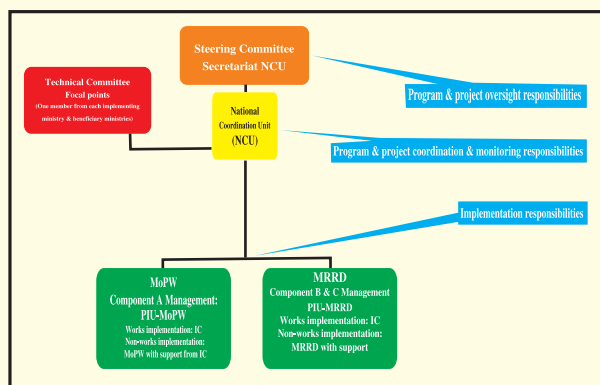 Steering Committee
Secretariat NCU
Technical Committee
Focal points
(One member from each implementing
ministry & beneficiary ministries)
National
Coordination Unit
(NCU)
Program & project oversight responsibilities
Program & project coordination & monitoring responsibilities
Implementation responsibilities
MoPW
Component A Management:
PIU-MoPW
Works implementation: IC
Non-works implementation:
MoPW with support from IC
MRRD
Component B & C Management
PIU-MRRD
Works implementation: IC
Non-works implementation:
MRRD with support